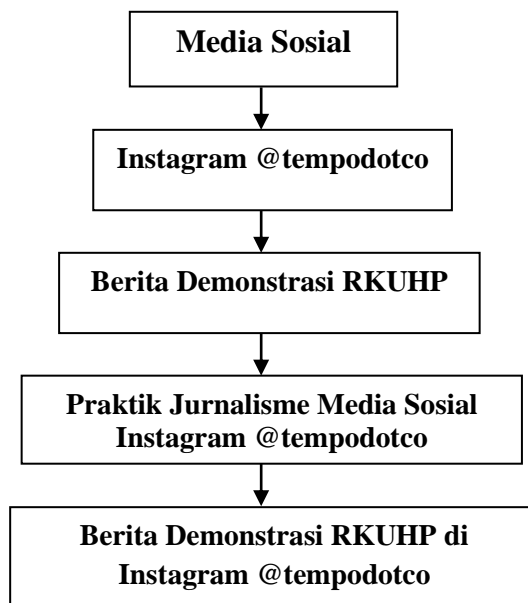 Media Sosial
Instagram @tempodotco
Berita Demonstrasi RKUHP
Praktik Jurnalisme Media Sosial
Instagram @tempodotco
Berita Demonstrasi RKUHP di
Instagram @tempodotco